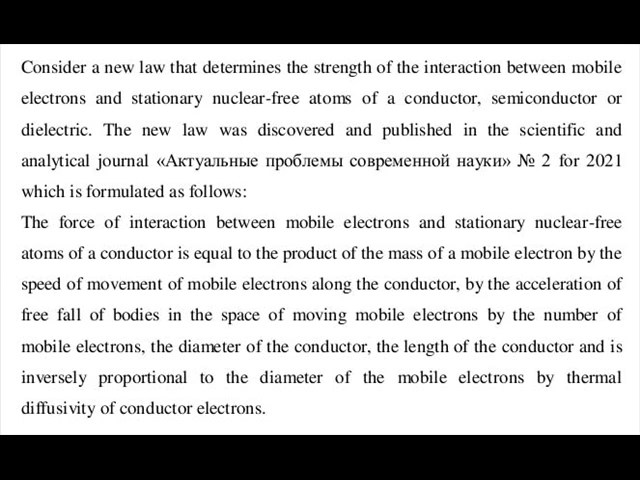 Consider a new law that determines the strength of the interaction between mobile
electrons and stationary nuclear-free atoms of a conductor, semiconductor or
dielectric. The new law was discovered and published in the scientific and
analytical journal «Актуальные проблемы современной науки» № 2 for 2021
which is formulated as follows:
The force of interaction between mobile electrons and stationary nuclear-free
atoms of a conductor is equal to the product of the mass of a mobile electron by the
speed of movement of mobile electrons along the conductor, by the acceleration of
free fall of bodies in the space of moving mobile electrons by the number of
mobile electrons, the diameter of the conductor, the length of the conductor and is
inversely proportional to the diameter of the mobile electrons by thermal
diffusivity of conductor electrons.